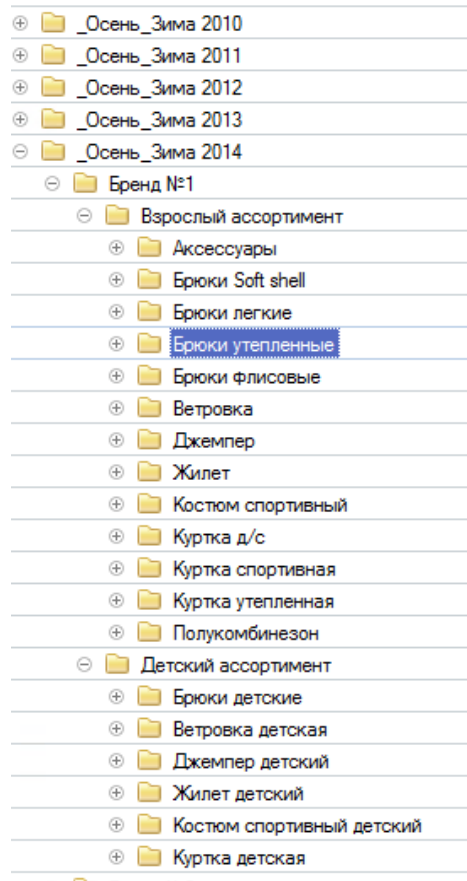 _Осень_Зима 2010
_Осень_Зима 2011
_Осень_Зима 2012
_Осень_Зима 2013
_Осень_Зима 2014
Бренд №1
Взрослый ассортимент
Аксессуары
Брюки Soft shell
Брюки легкие
Брюки утепленные
Брюки флисовые
Ветровка
Джемпер
Жилет
Костюм спортивный
Куртка д/с
Куртка спортивная
Куртка утепленная
Полукомбинезон
Детский ассортимент
Брюки детские
Ветровка детская
Джемпер детский
Жилет детский
Костюм спортивный детский
Куртка детская